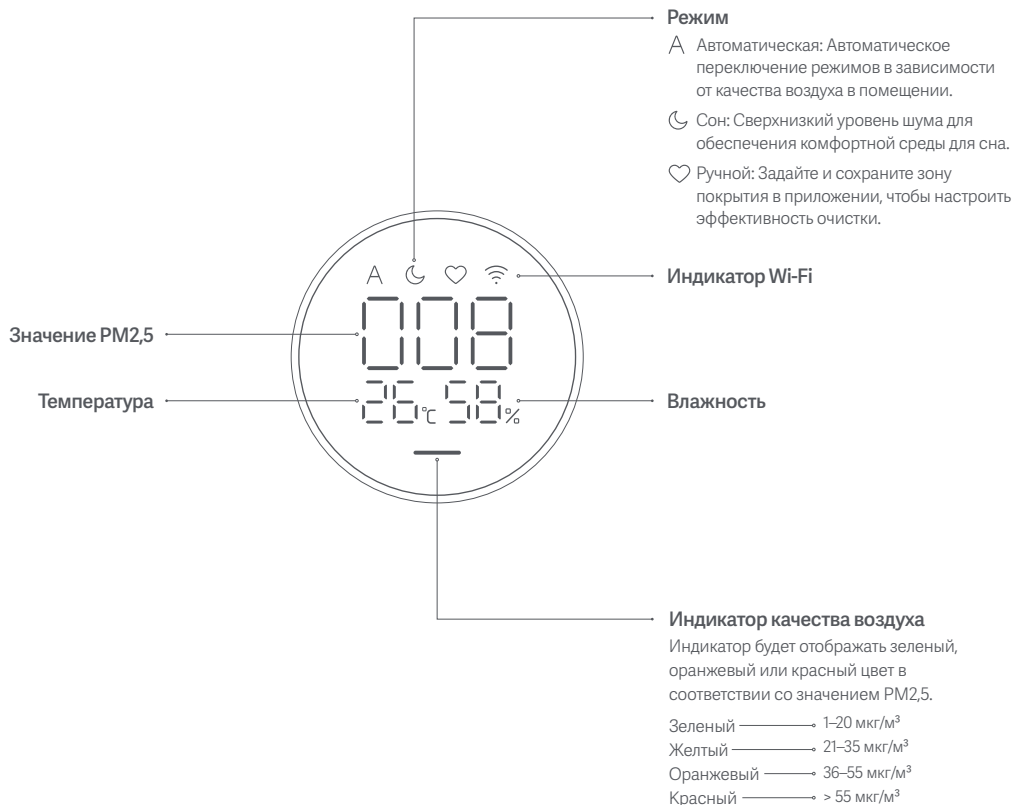 Режим
A Автоматическая: Автоматическое
переключение режимов в зависимости
от качества воздуха в помещении.
Сон: Сверхнизкий уровень шума для
обеспечения комфортной среды для сна.
Ручной: Задайте и сохраните зону
покрытия в приложении, чтобы настроить
эффективность очистки.
A
Индикатор Wi-Fi
008
Значение PM2,5
26 °C 58 %
Температура
Влажность
Индикатор качества воздуха
Индикатор будет отображать зеленый,
оранжевый или красный цвет в
соответствии со значением PM2,5.
Зеленый 1–20 мкг/м³
Желтый 21–35 мкг/м³
Оранжевый 36–55 мкг/м³
Красный > 55 мкг/м³